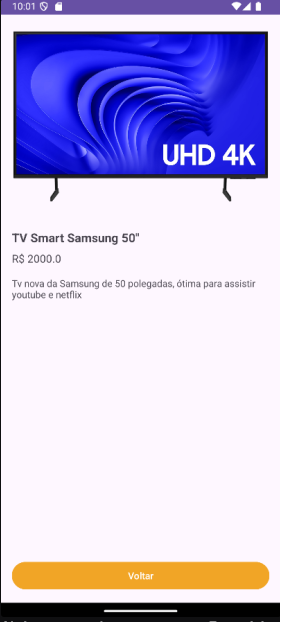 10:01
UHD 4K
TV Smart Samsung 50"
R$ 2000.0
Tv nova da Samsung de 50 polegadas, ótima para assistir
youtube e netflix
Voltar